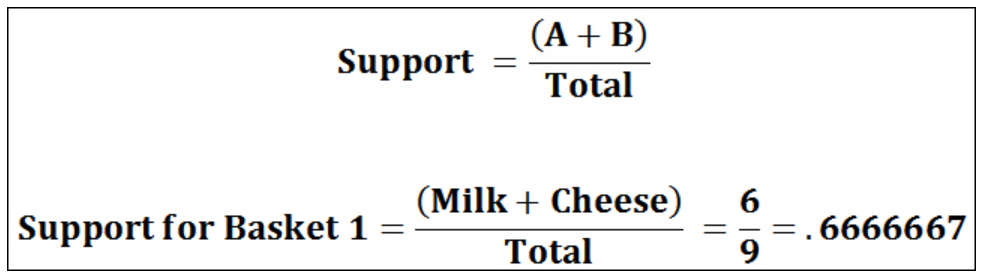 Support = (A + B) / Total
Support for Basket 1 = (Milk + Cheese) / Total = 6 / 9 = .6666667